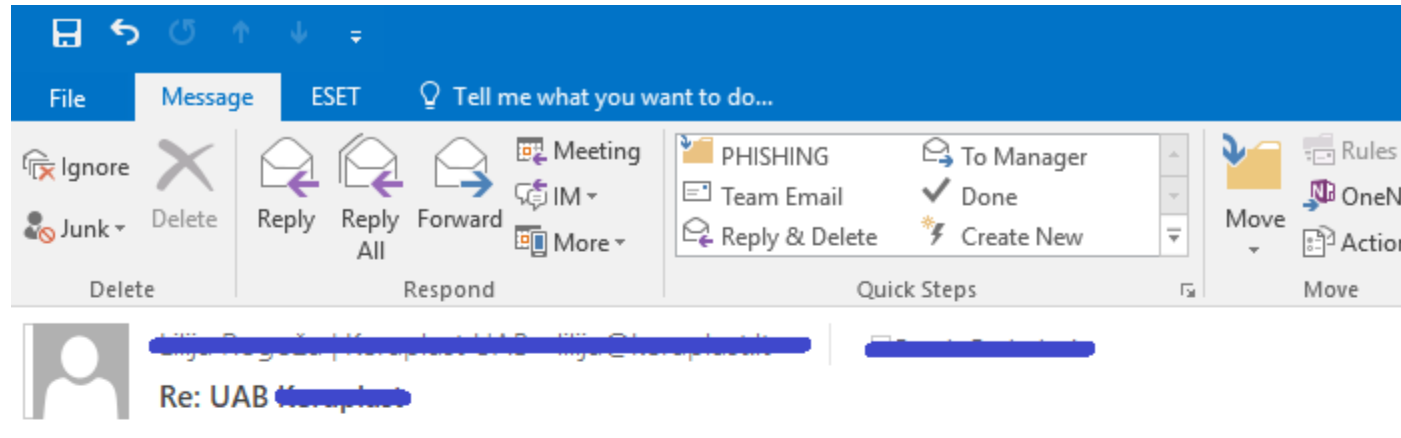 File Message ESET Tell me what you want to do...
Ignore
Junk
Delete
Delete
Reply
Reply All
Forward
Meeting
IM
More
Respond
PHISHING To Manager
Team Email Done
Reply & Delete Create New
Quick Steps
Move
Rules
OneN
Action
Move
Re: UAB